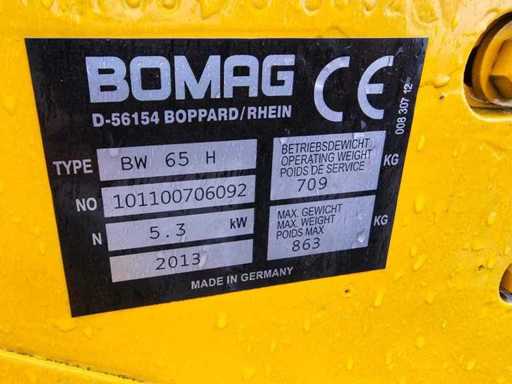 BOMAG
D-56154 BOPPARD/RHEIN
CE
008 307 12
TYPE BW 65 H
NO 101100706092
N 5.3 kW
2013
BETRIEBSGEWICHT
OPERATING WEIGHT
POIDS DE SERVICE
709 KG
MAX. GEWICHT
MAX. WEIGHT
POIDS MAX
863 KG
MADE IN GERMANY